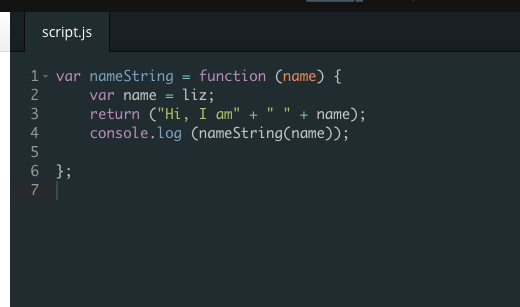 script.js
1 var nameString = function (name) {
2     var name = liz;
3     return ("Hi, I am" + " " + name);
4     console.log (nameString(name));
5
6 };
7